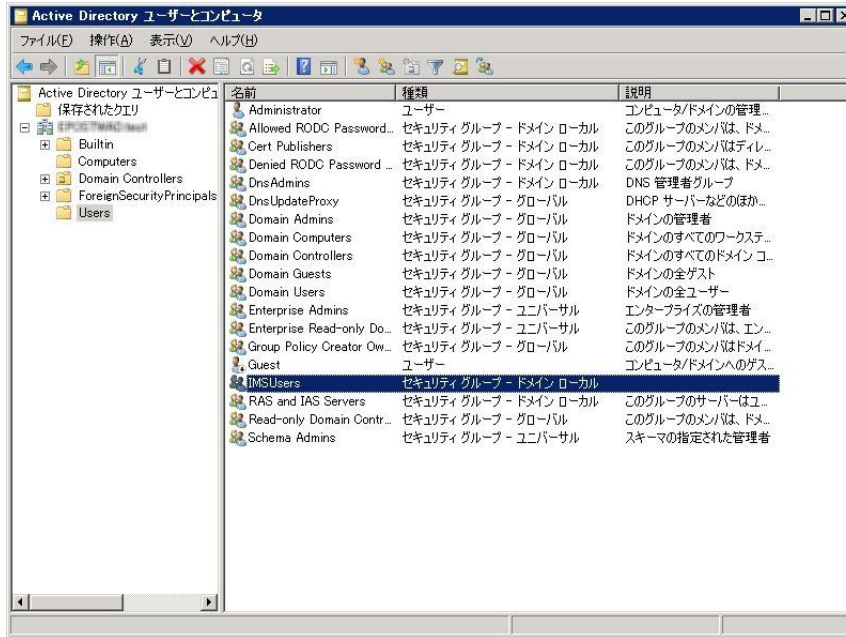 Active Directory ユーザーとコンピュータ
ファイル(F) 操作(A) 表示(V) ヘルプ(H)
Active Directory ユーザーとコンピュ
保存されたクエリ
Builtin
Computers
Domain Controllers
ForeignSecurityPrincipals
Users
名前 種類 説明
Administrator ユーザー コンピュータ/ドメインの管理...
Allowed RODC Password... セキュリティ グループ - ドメイン ローカル このグループのメンバは、ドメ...
Cert Publishers セキュリティ グループ - ドメイン ローカル このグループのメンバはディレ...
Denied RODC Password ... セキュリティ グループ - ドメイン ローカル このグループのメンバは、ドメ...
DnsAdmins セキュリティ グループ - ドメイン ローカル DNS 管理者グループ
DnsUpdateProxy セキュリティ グループ - グローバル DHCP サーバーなどのほか...
Domain Admins セキュリティ グループ - グローバル ドメインの管理者
Domain Computers セキュリティ グループ - グローバル ドメインのすべてのワークステ...
Domain Controllers セキュリティ グループ - グローバル ドメインのすべてのドメイン コ...
Domain Guests セキュリティ グループ - グローバル ドメインの全ゲスト
Domain Users セキュリティ グループ - グローバル ドメインの全ユーザー
Enterprise Admins セキュリティ グループ - ユニバーサル エンタープライズの管理者
Enterprise Read-only Do... セキュリティ グループ - ユニバーサル このグループのメンバは、エン...
Group Policy Creator Ow... セキュリティ グループ - グローバル このグループのメンバはドメイ...
Guest ユーザー コンピュータ/ドメインへのゲス...
IMSUsers セキュリティ グループ - ドメイン ローカル
RAS and IAS Servers セキュリティ グループ - ドメイン ローカル このグループのサーバーはユ...
Read-only Domain Contr... セキュリティ グループ - グローバル このグループのメンバは、ドメ...
Schema Admins セキュリティ グループ - ユニバーサル スキーマの指定された管理者